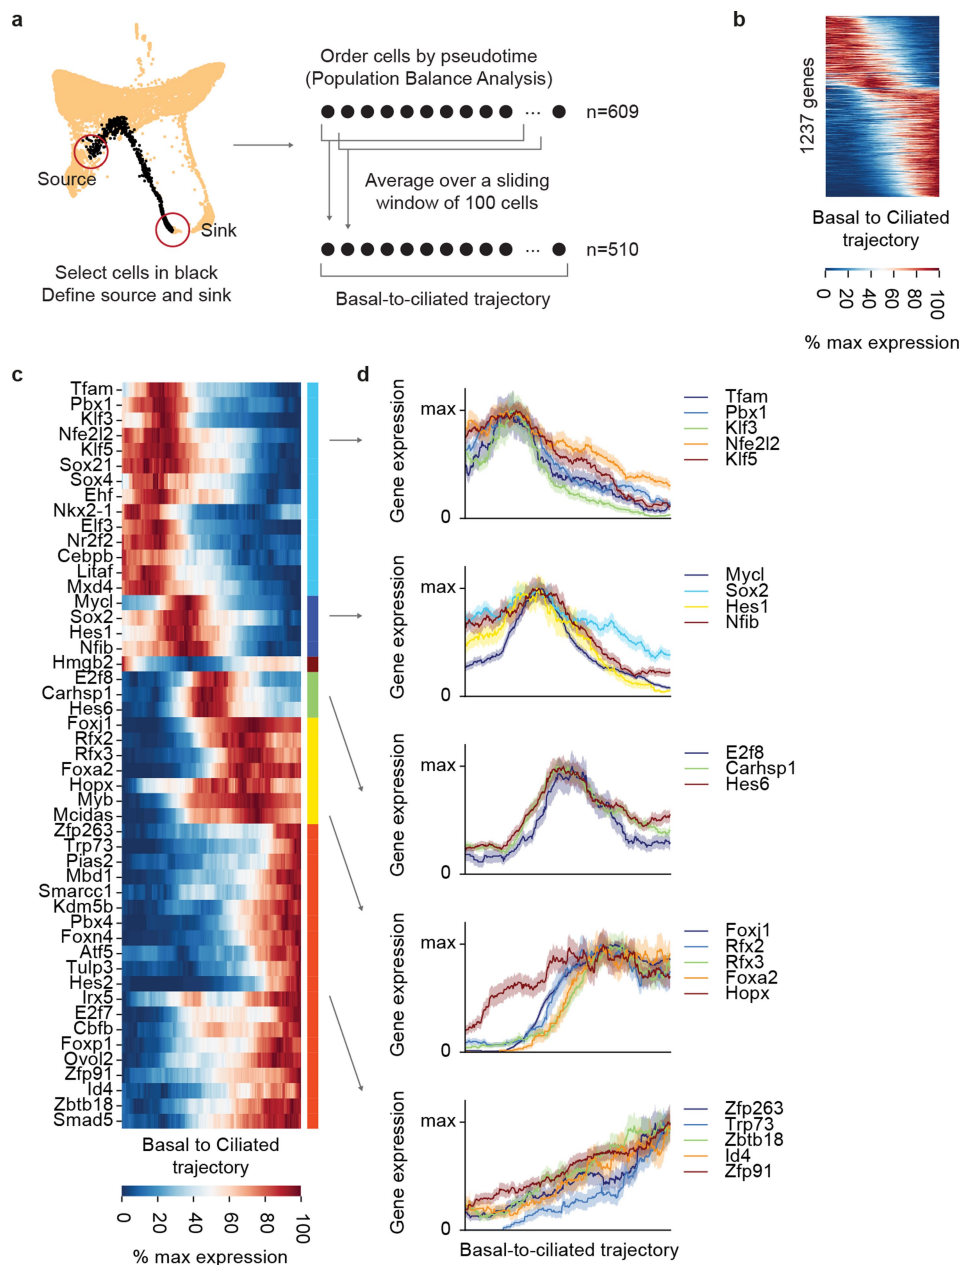 a
Order cells by pseudotime
(Population Balance Analysis)
... n=609
Source
Average over a sliding
window of 100 cells
Sink
... n=510
Select cells in black
Define source and sink
Basal-to-ciliated trajectory
b
1237 genes
Basal to Ciliated
trajectory
0 20 40 60 80 100
% max expression
c
Tfam
Pbx1
Klf3
Nfe2l2
Klf5
Sox21
Sox4
Ehf
Nkx2-1
Elf3
Nr2f2
Cebpb
Litaf
Mxd4
Mycl
Sox2
Hes1
Nfib
Hmgb2
E2f8
Carhsp1
Hes6
Foxj1
Rfx2
Rfx3
Foxa2
Hopx
Myb
Mcidas
Zfp263
Trp73
Pias2
Mbd1
Smarcc1
Kdm5b
Pbx4
Foxn4
Atf5
Tulp3
Hes2
Irx5
E2f7
Cbfb
Foxp1
Ovol2
Zfp91
Id4
Zbtb18
Smad5
Basal to Ciliated
trajectory
0 20 40 60 80 100
% max expression
d
Gene expression
max
0
Tfam
Pbx1
Klf3
Nfe2l2
Klf5
Gene expression
max
0
Mycl
Sox2
Hes1
Nfib
Gene expression
max
0
E2f8
Carhsp1
Hes6
Gene expression
max
0
Foxj1
Rfx2
Rfx3
Foxa2
Hopx
Gene expression
max
0
Zfp263
Trp73
Zbtb18
Id4
Zfp91
Basal-to-ciliated trajectory